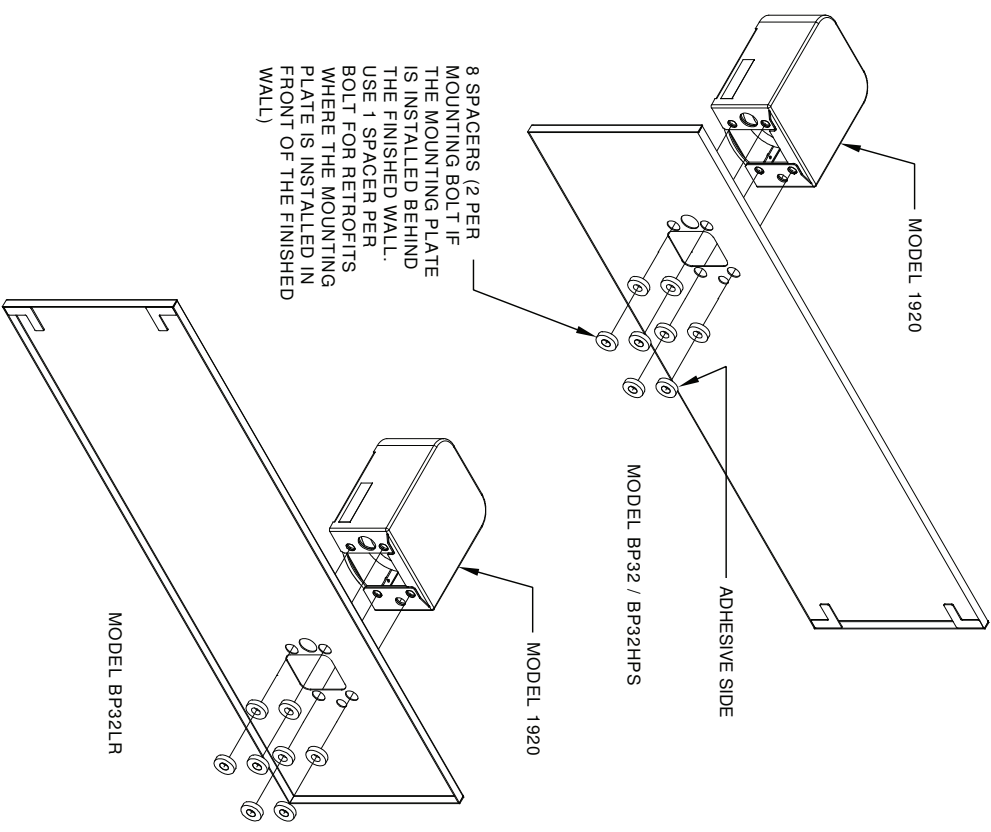 MODEL 1920
ADHESIVE SIDE
MODEL BP32 / BP32HPS
8 SPACERS (2 PER
MOUNTING BOLT IF
THE MOUNTING PLATE
IS INSTALLED BEHIND
THE FINISHED WALL.
USE 1 SPACER PER
BOLT FOR RETROFITS
WHERE THE MOUNTING
PLATE IS INSTALLED IN
FRONT OF THE FINISHED
WALL)
MODEL 1920
MODEL BP32LR